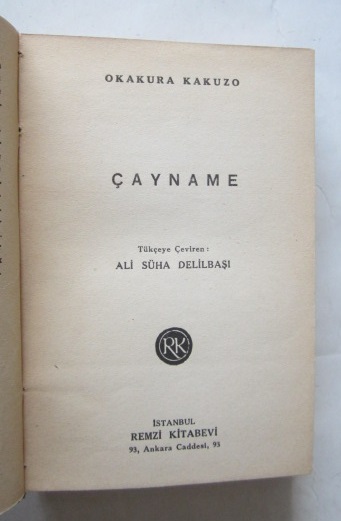 OKAKURA KAKUZO
ÇAYNAME
Tükçeye Çeviren:
ALİ SÜHA DELİLBAŞI
RK
İSTANBUL
REMZİ KİTABEVİ
93, Ankara Caddesi, 93